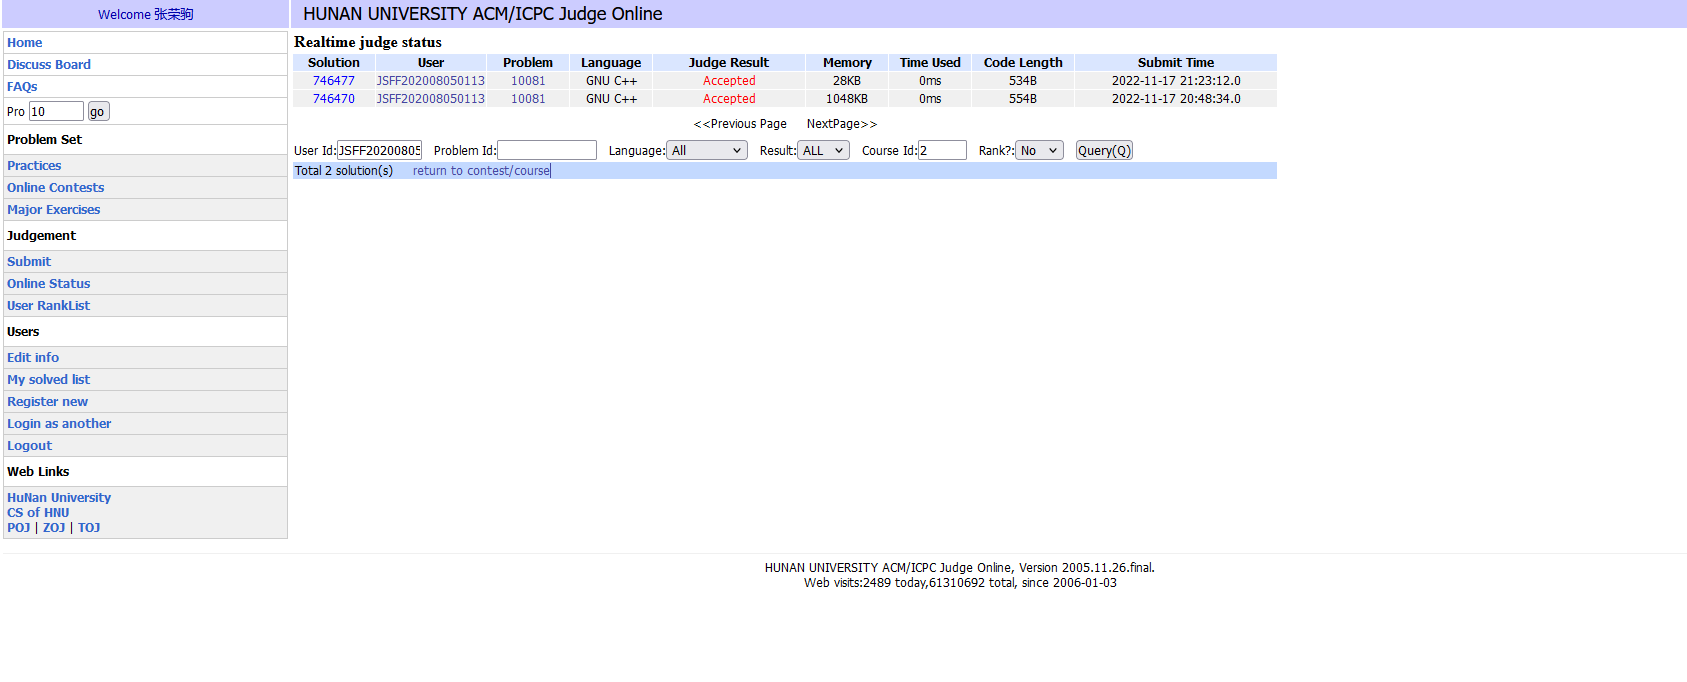 Welcome 张荣驹
HUNAN UNIVERSITY ACM/ICPC Judge Online
Home
Discuss Board
FAQs
Pro 10 go
Problem Set
Practices
Online Contests
Major Exercises
Judgement
Submit
Online Status
User RankList
Users
Edit info
My solved list
Register new
Login as another
Logout
Web Links
HuNan University
CS of HNU
POJ | ZOJ | TOJ
Realtime judge status
Solution User Problem Language Judge Result Memory Time Used Code Length Submit Time
746477 JSFF202008050113 10081 GNU C++ Accepted 28KB 0ms 534B 2022-11-17 21:23:12.0
746470 JSFF202008050113 10081 GNU C++ Accepted 1048KB 0ms 554B 2022-11-17 20:48:34.0
<<Previous Page NextPage>>
User Id:JSFF20200805 Problem Id: Language: All Result: ALL Course Id:2 Rank?: No Query(Q)
Total 2 solution(s) return to contest/course
HUNAN UNIVERSITY ACM/ICPC Judge Online, Version 2005.11.26.final.
Web visits:2489 today,61310692 total, since 2006-01-03